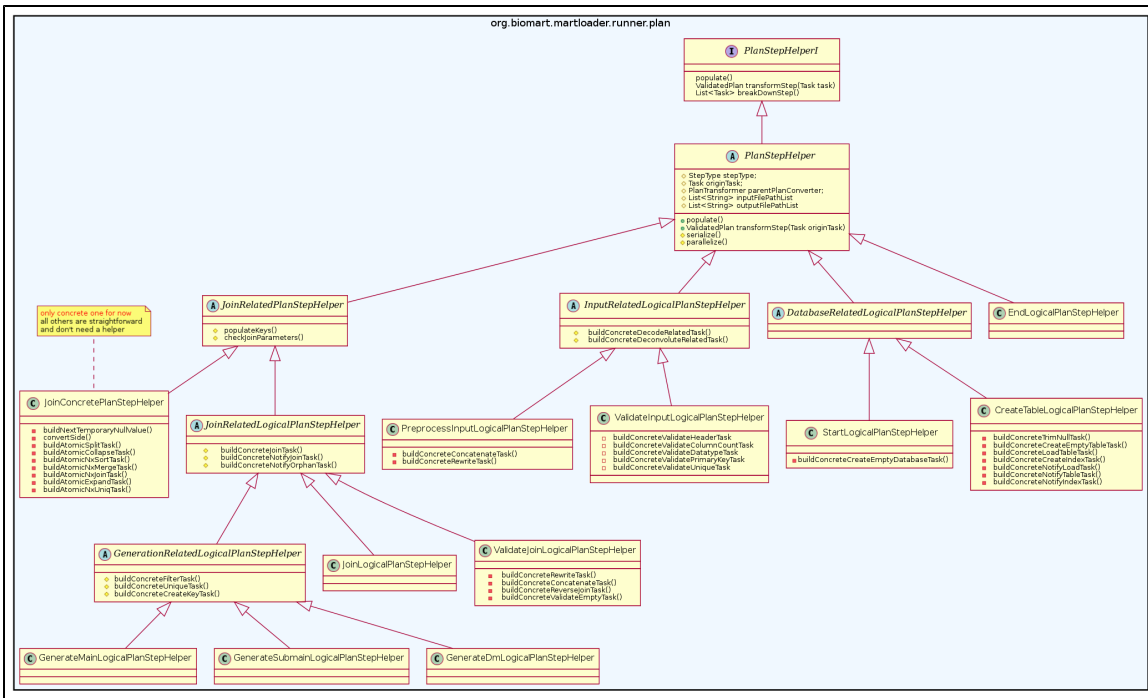 org.biomart.martloader.runner.plan
I PlanStepHelperI
populate()
ValidatedPlan transformStep(Task task)
List<Task> breakDownStep()
A PlanStepHelper
StepType stepType;
Task originTask;
PlanTransformer parentPlanConverter;
List<String> inputFilePathList
List<String> outputFilePathList
populate()
ValidatedPlan transformStep(Task originTask)
serialize()
parallelize()
only concrete one for now
all others are straightforward
and don't need a helper
A JoinRelatedPlanStepHelper
populateKeys()
checkJoinParameters()
A InputRelatedLogicalPlanStepHelper
buildConcreteDecodeRelatedTask()
buildConcreteDeconvoluteRelatedTask()
A DatabaseRelatedLogicalPlanStepHelper
C EndLogicalPlanStepHelper
C JoinConcretePlanStepHelper
buildNextTemporaryNullValue()
convertSide()
buildAtomicSplitTask()
buildAtomicCollapseTask()
buildAtomicNxSortTask()
buildAtomicNxMergeTask()
buildAtomicNxJoinTask()
buildAtomicExpandTask()
buildAtomicNxUniqTask()
A JoinRelatedLogicalPlanStepHelper
buildConcreteJoinTask()
buildConcreteNotifyJoinTask()
buildConcreteNotifyOrphanTask()
C PreprocessInputLogicalPlanStepHelper
buildConcreteConcatenateTask()
buildConcreteRewriteTask()
C ValidateInputLogicalPlanStepHelper
buildConcreteValidateHeaderTask
buildConcreteValidateColumnCountTask
buildConcreteValidateDatatypeTask
buildConcreteValidatePrimaryKeyTask
buildConcreteValidateUniqueTask
C StartLogicalPlanStepHelper
buildConcreteCreateEmptyDatabaseTask()
C CreateTableLogicalPlanStepHelper
buildConcreteTrimNullTask()
buildConcreteCreateEmptyTableTask()
buildConcreteLoadTableTask()
buildConcreteCreateIndexTask()
buildConcreteNotifyLoadTask()
buildConcreteNotifyTableTask()
buildConcreteNotifyIndexTask()
A GenerationRelatedLogicalPlanStepHelper
buildConcreteFilterTask()
buildConcreteUniqueTask()
buildConcreteCreateKeyTask()
C JoinLogicalPlanStepHelper
C ValidateJoinLogicalPlanStepHelper
buildConcreteRewriteTask()
buildConcreteConcatenateTask()
buildConcreteReverseJoinTask()
buildConcreteValidateEmptyTask()
C GenerateMainLogicalPlanStepHelper
C GenerateSubmainLogicalPlanStepHelper
C GenerateDmLogicalPlanStepHelper